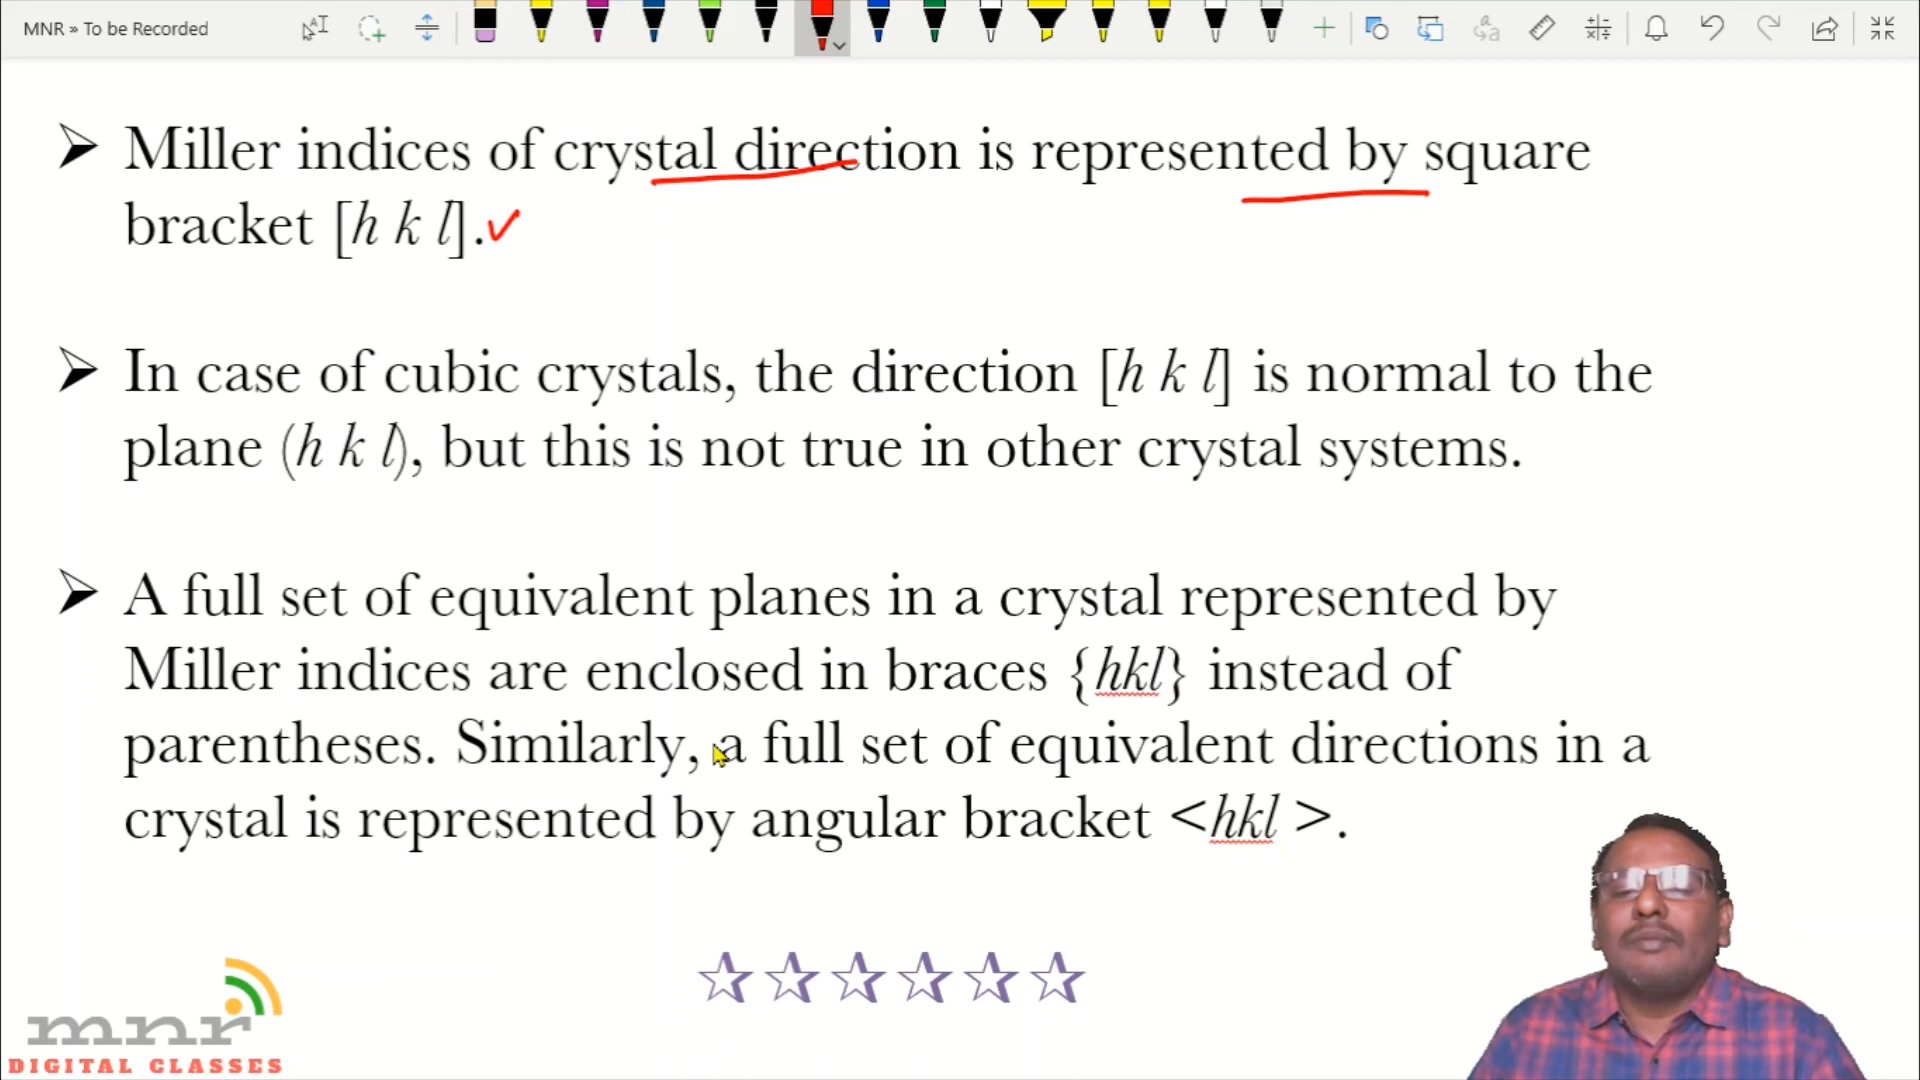 MNR » To be Recorded
➢ Miller indices of crystal direction is represented by square
bracket [h k l].✓
➢ In case of cubic crystals, the direction [h k l] is normal to the
plane (h k l), but this is not true in other crystal systems.
➢ A full set of equivalent planes in a crystal represented by
Miller indices are enclosed in braces {hkl} instead of
parentheses. Similarly, a full set of equivalent directions in a
crystal is represented by angular bracket <hkl >.
mnr
DIGITAL CLASSES